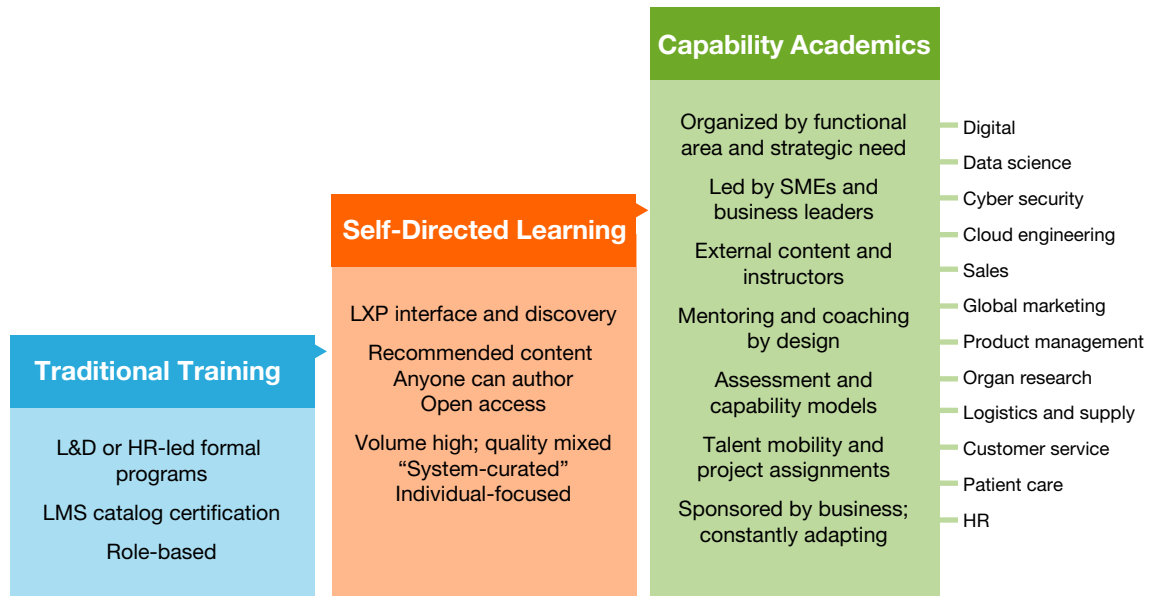 Traditional Training
L&D or HR-led formal
programs
LMS catalog certification
Role-based
Self-Directed Learning
LXP interface and discovery
Recommended content
Anyone can author
Open access
Volume high; quality mixed
“System-curated”
Individual-focused
Capability Academics
Organized by functional
area and strategic need
Led by SMEs and
business leaders
External content and
instructors
Mentoring and coaching
by design
Assessment and
capability models
Talent mobility and
project assignments
Sponsored by business;
constantly adapting
Digital
Data science
Cyber security
Cloud engineering
Sales
Global marketing
Product management
Organ research
Logistics and supply
Customer service
Patient care
HR